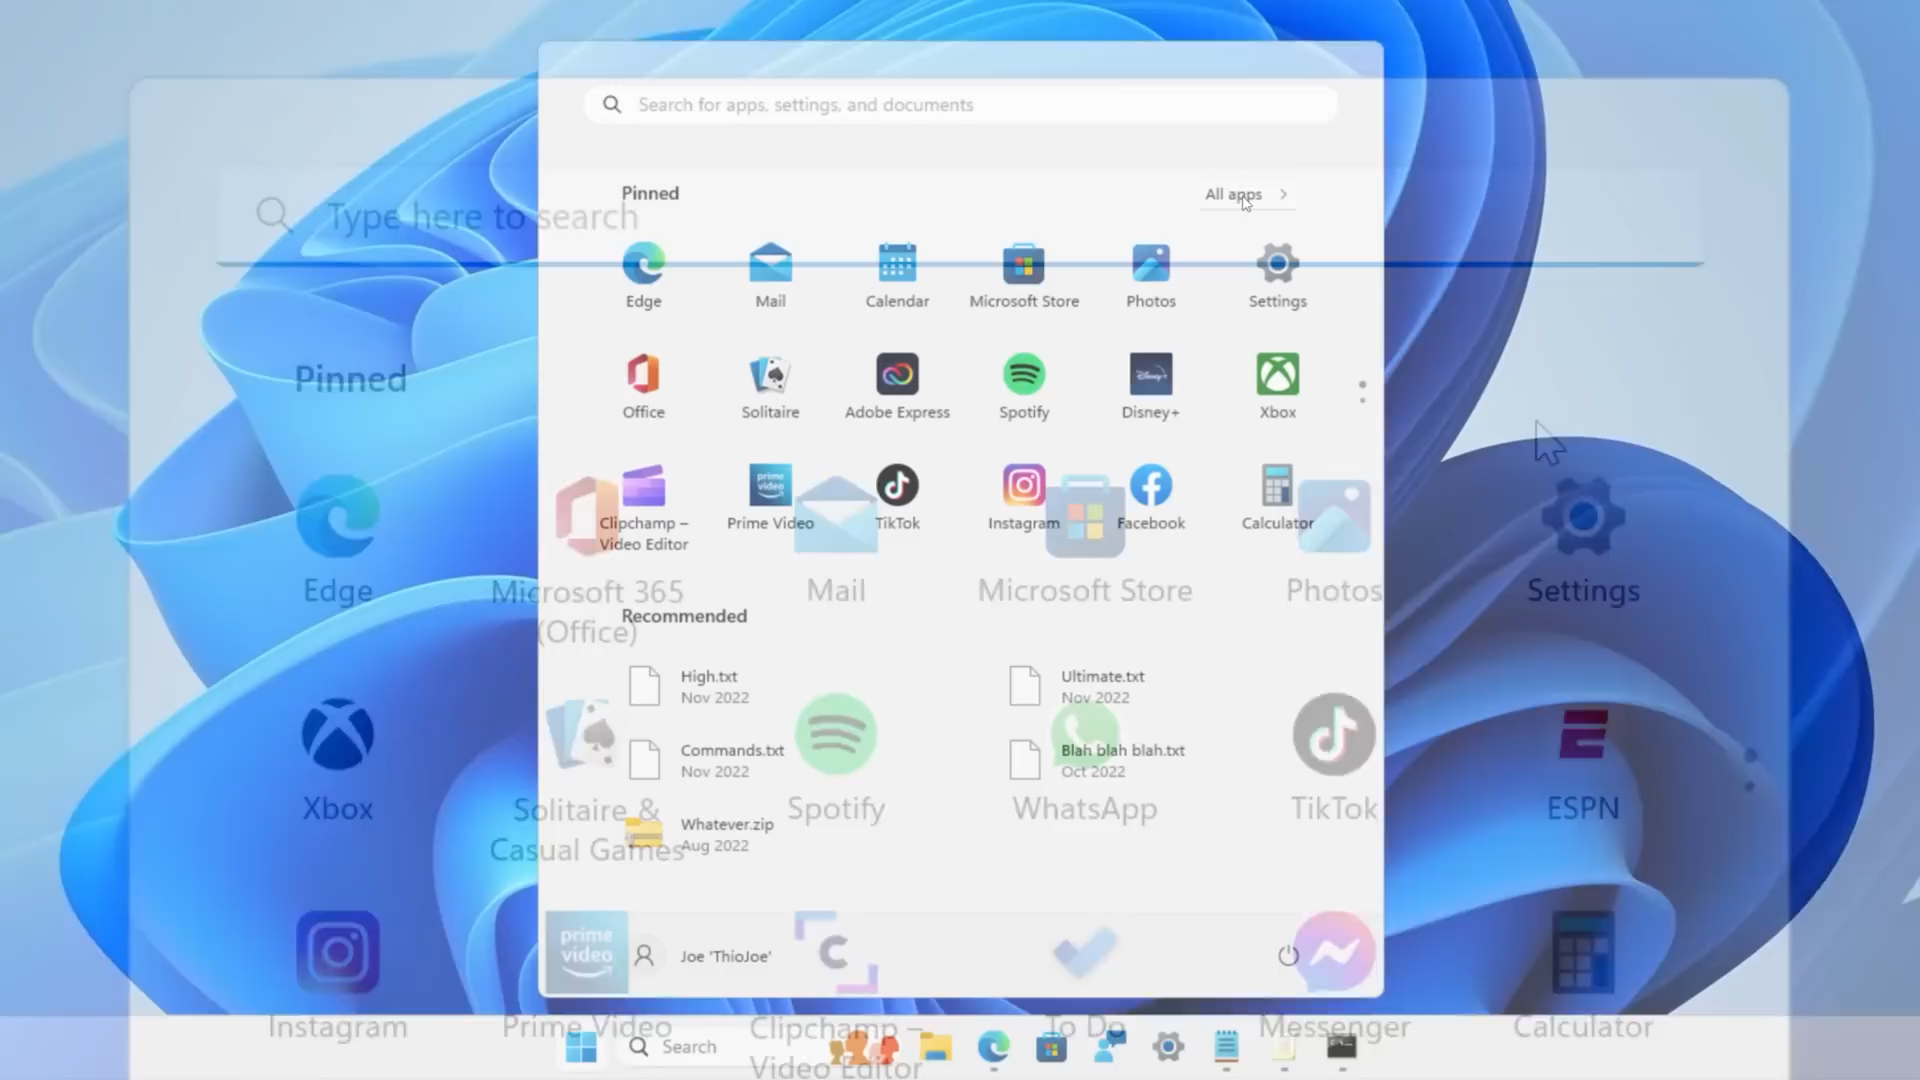 Search for apps, settings, and documents
Pinned
All apps
Type here to search
Edge
Mail
Calendar
Microsoft Store
Photos
Settings
Pinned
Office
Solitaire
Adobe Express
Spotify
Disney+
Xbox
prime
video
Clipchamp –
Video Editor
Prime Video
TikTok
Instagram
Facebook
Calculator
Edge
Microsoft 365
(Office)
Mail
Microsoft Store
Photos
Settings
Recommended
High.txt
Nov 2022
Ultimate.txt
Nov 2022
Commands.txt
Nov 2022
Blah blah blah.txt
Oct 2022
Xbox
Solitaire &
Casual Games
Spotify
WhatsApp
TikTok
ESPN
Whatever.zip
Aug 2022
prime
video
Joe 'ThioJoe'
Instagram
Prime Video
Clipchamp –
Video Editor
To Do
Messenger
Calculator
Search